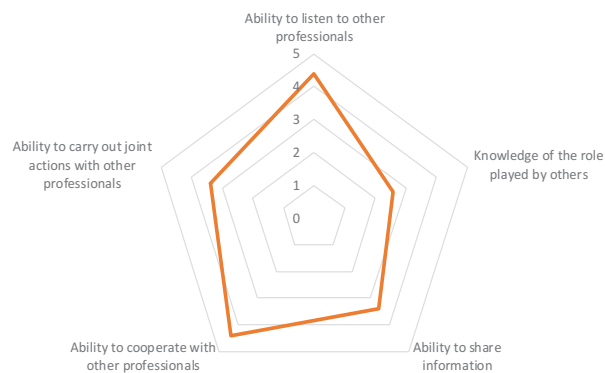 Ability to listen to other
professionals
5
4
3
2
1
0
Knowledge of the role
played by others
Ability to share
information
Ability to cooperate with
other professionals
Ability to carry out joint
actions with other
professionals